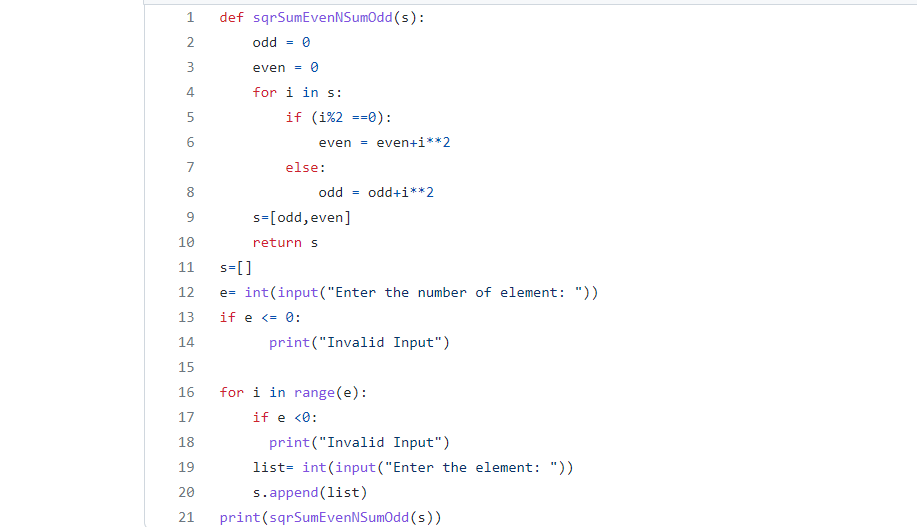 1 def sqrSumEvenNSumOdd(s):
2     odd = 0
3     even = 0
4     for i in s:
5         if (i%2 ==0):
6             even = even+i**2
7         else:
8             odd = odd+i**2
9     s=[odd,even]
10     return s
11 s=[]
12 e= int(input("Enter the number of element: "))
13 if e <= 0:
14       print("Invalid Input")
15
16 for i in range(e):
17     if e <0:
18       print("Invalid Input")
19     list= int(input("Enter the element: "))
20     s.append(list)
21 print(sqrSumEvenNSumOdd(s))